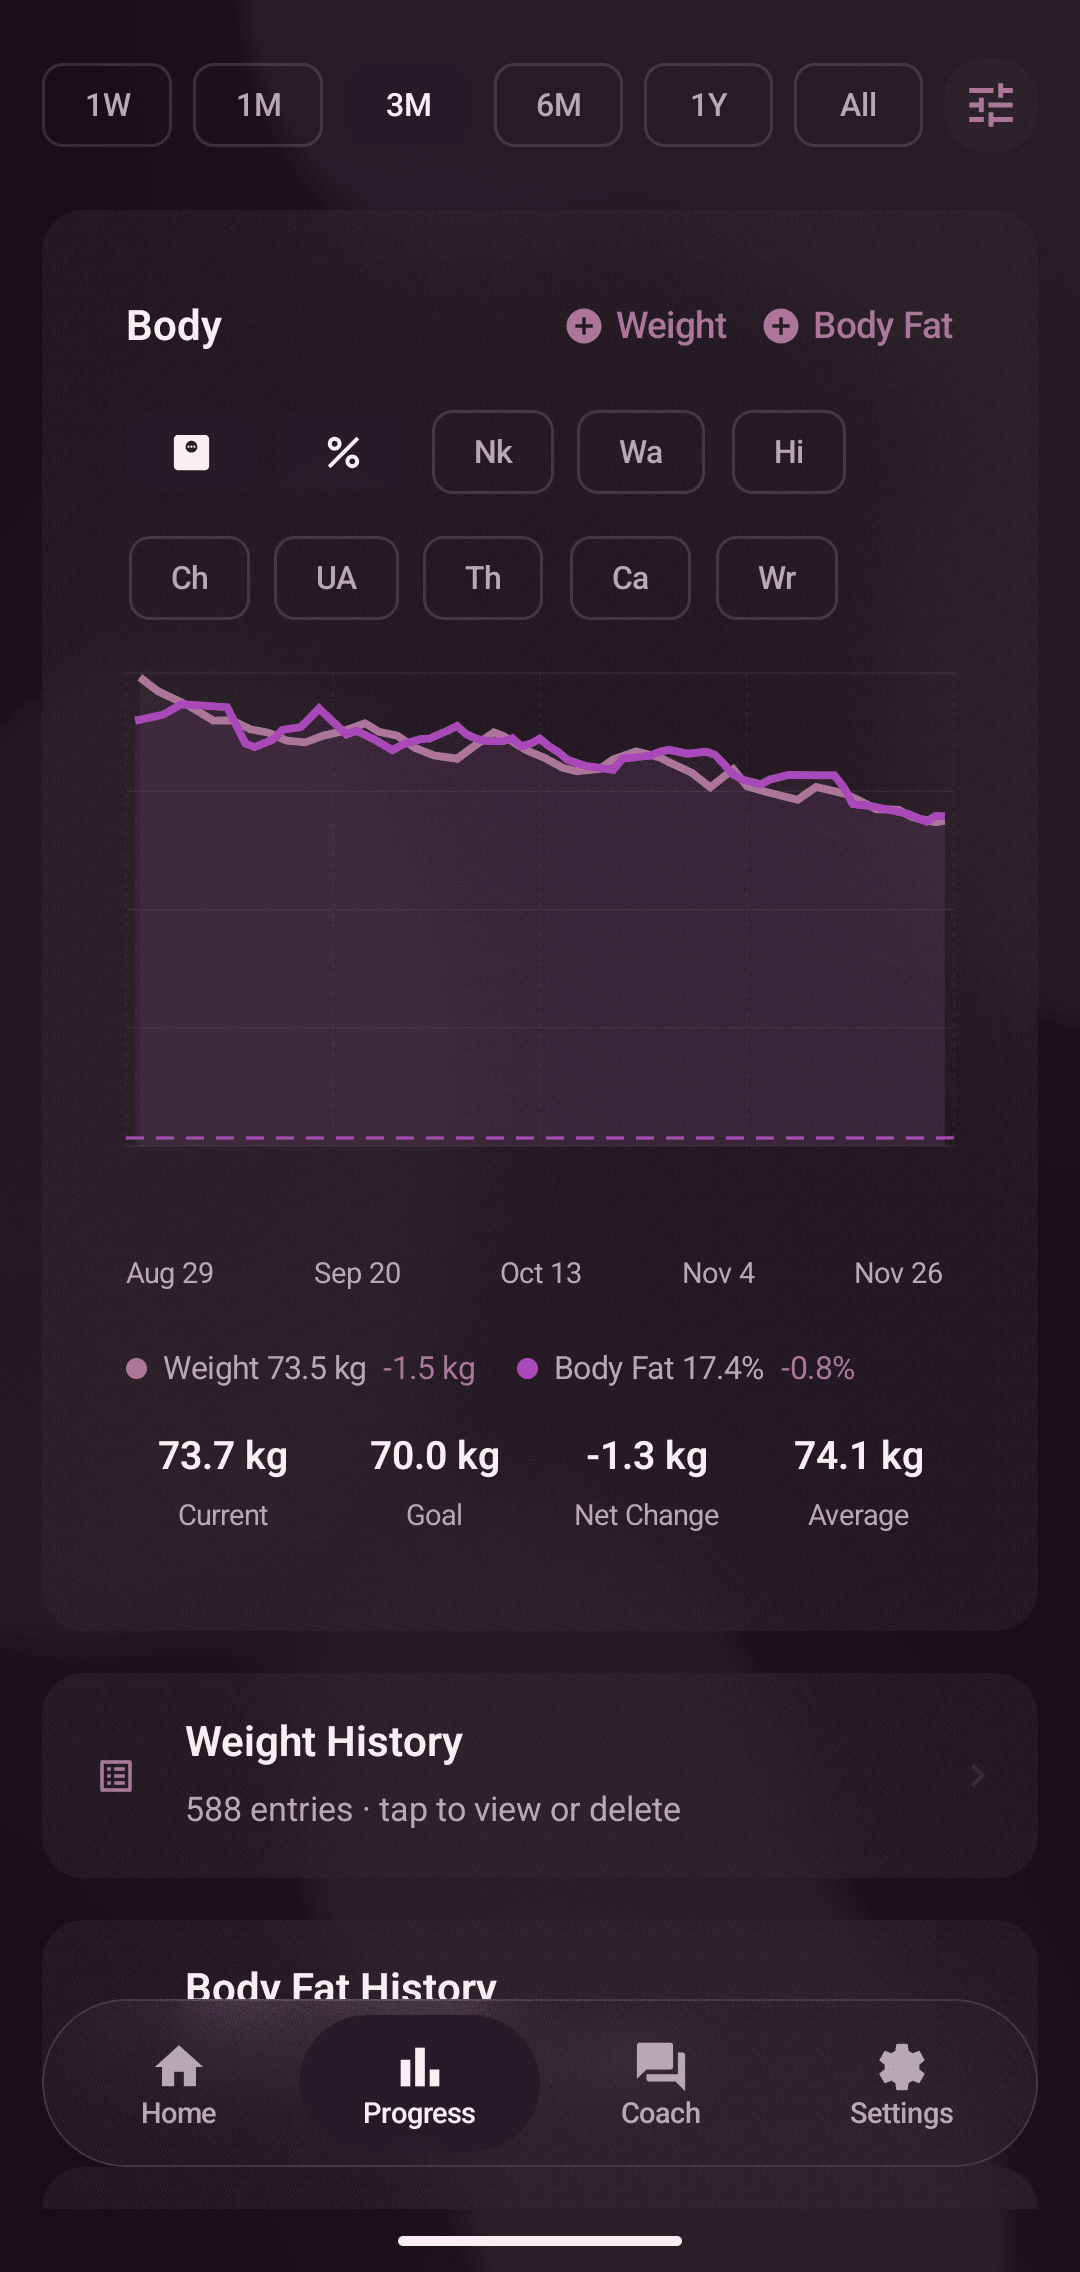 1W 1M 3M 6M 1Y All
Body Weight Body Fat
% Nk Wa Hi
Ch UA Th Ca Wr
Aug 29 Sep 20 Oct 13 Nov 4 Nov 26
Weight 73.5 kg -1.5 kg Body Fat 17.4% -0.8%
73.7 kg 70.0 kg -1.3 kg 74.1 kg
Current Goal Net Change Average
Weight History
588 entries · tap to view or delete
Body Fat History
Home Progress Coach Settings